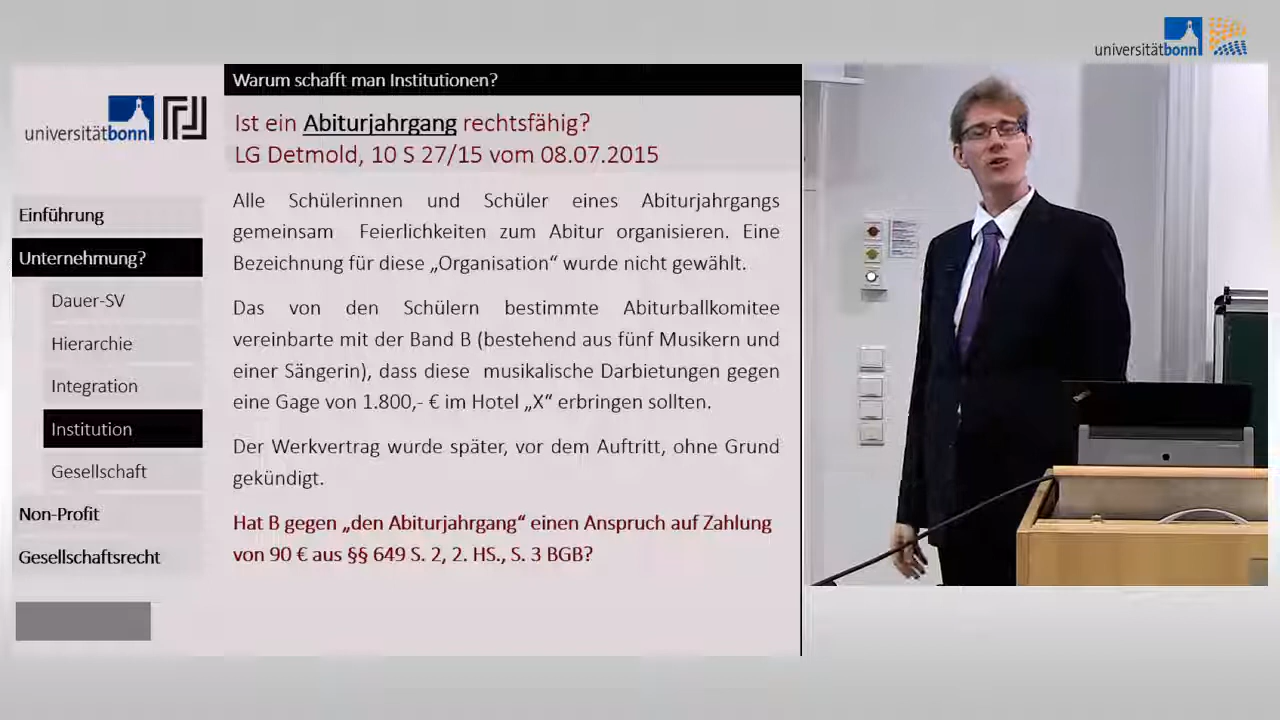 universitätbonn
Warum schafft man Institutionen?
universitätbonn
Ist ein Abiturjahrgang rechtsfähig?
LG Detmold, 10 S 27/15 vom 08.07.2015
Einführung
Unternehmung?
Dauer-SV
Hierarchie
Integration
Institution
Gesellschaft
Non-Profit
Gesellschaftsrecht
Alle Schülerinnen und Schüler eines Abiturjahrgangs
gemeinsam Feierlichkeiten zum Abitur organisieren. Eine
Bezeichnung für diese „Organisation“ wurde nicht gewählt.
Das von den Schülern bestimmte Abiturballkomitee
vereinbarte mit der Band B (bestehend aus fünf Musikern und
einer Sängerin), dass diese musikalische Darbietungen gegen
eine Gage von 1.800,- € im Hotel „X“ erbringen sollten.
Der Werkvertrag wurde später, vor dem Auftritt, ohne Grund
gekündigt.
Hat B gegen „den Abiturjahrgang“ einen Anspruch auf Zahlung
von 90 € aus §§ 649 S. 2, 2. HS., S. 3 BGB?